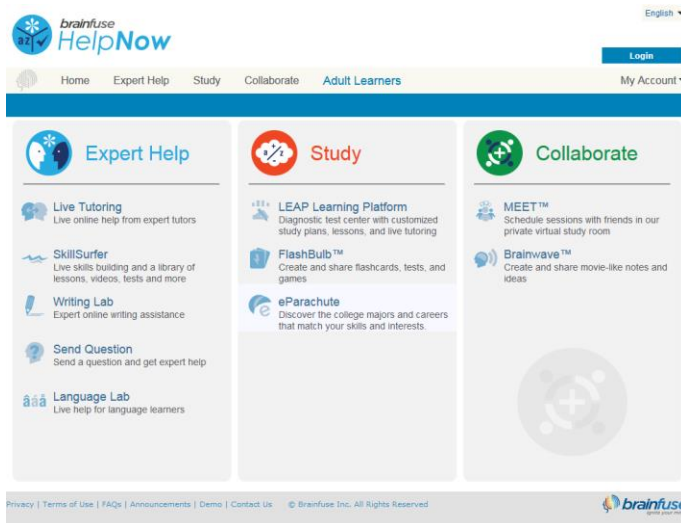 English
brainfuse
HelpNow
Login
Home Expert Help Study Collaborate Adult Learners My Account
Expert Help
Live Tutoring
Live online help from expert tutors
SkillSurfer
Live skills building and a library of
lessons, videos, tests and more
Writing Lab
Expert online writing assistance
Send Question
Send a question and get expert help
âãå Language Lab
Live help for language learners
Study
LEAP Learning Platform
Diagnostic test center with customized
study plans, lessons, and live tutoring
FlashBulb™
Create and share flashcards, tests, and
games
eParachute
Discover the college majors and careers
that match your skills and interests.
Collaborate
MEET™
Schedule sessions with friends in our
private virtual study room
Brainwave™
Create and share movie-like notes and
ideas
Privacy | Terms of Use | FAQs | Announcements | Demo | Contact Us © Brainfuse Inc. All Rights Reserved
brainfuse